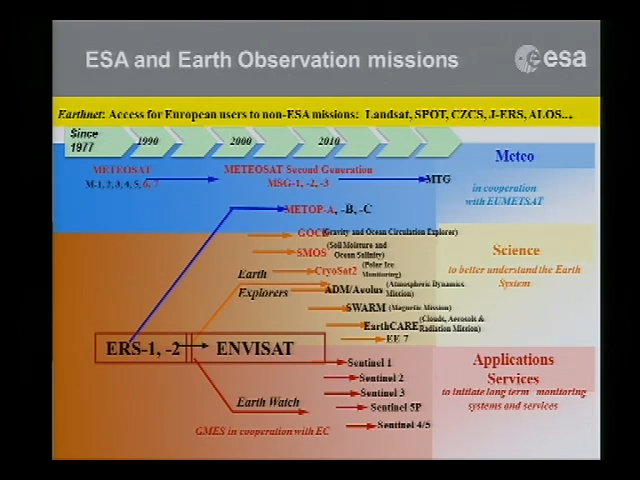 ESA and Earth Observation missions
esa
Earthnet: Access for European users to non-ESA missions: Landsat, SPOT, CZCS, J-ERS, ALOS...
Since
1977
1990
2000
2010
METEOSAT
M-1, 2, 3, 4, 5, 6, 7
METEOSAT Second Generation
MSG-1, -2, -3
MTG
Meteo
in cooperation
with EUMETSAT
METOP-A, -B, -C
GOCE (Gravity and Ocean Circulation Explorer)
SMOS (Soil Moisture and
Ocean Salinity)
Earth
Explorers
CryoSat2 (Polar Ice
Monitoring)
ADM/Aeolus (Atmospheric Dynamics
Mission)
SWARM (Magnetic Mission)
EarthCARE (Clouds, Aerosols &
Radiation Mission)
EE 7
Science
to better understand the Earth
System
ERS-1, -2
ENVISAT
Sentinel 1
Sentinel 2
Sentinel 3
Sentinel 5P
Sentinel 4/5
Earth Watch
GMES in cooperation with EC
Applications
Services
to initiate long term monitoring
systems and services